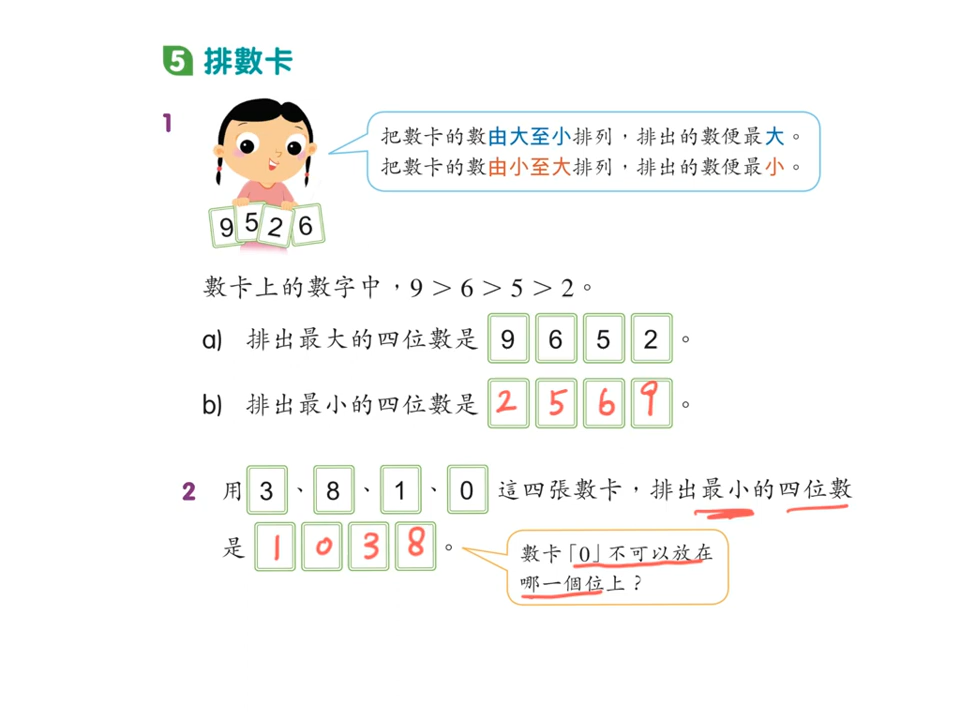 5 排數卡
1
把數卡的數由大至小排列，排出的數便最大。
把數卡的數由小至大排列，排出的數便最小。
9 5 2 6
數卡上的數字中，9 > 6 > 5 > 2。
a) 排出最大的四位數是 9 6 5 2 。
b) 排出最小的四位數是 2 5 6 9 。
2 用 3 、 8 、 1 、 0 這四張數卡，排出最小的四位數
是 1 0 3 8 。
數卡「0」不可以放在
哪一個位上？